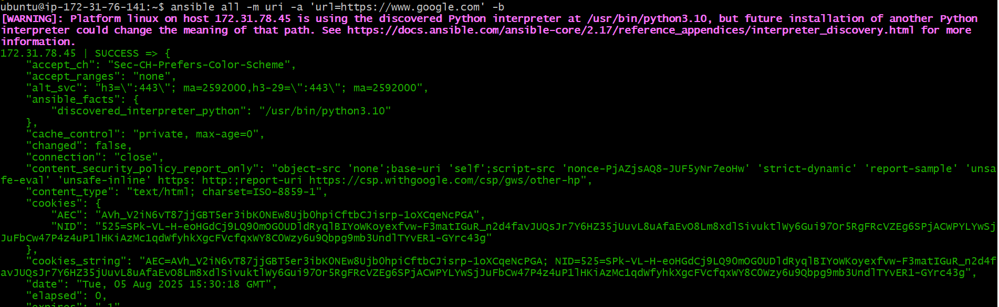 ubuntu@ip-172-31-76-141:~$ ansible all -m uri -a 'url=https://www.google.com' -b
[WARNING]: Platform linux on host 172.31.78.45 is using the discovered Python interpreter at /usr/bin/python3.10, but future installation of another Python
interpreter could change the meaning of that path. See https://docs.ansible.com/ansible-core/2.17/reference_appendices/interpreter_discovery.html for more
information.
172.31.78.45 | SUCCESS => {
    "accept_ch": "Sec-CH-Prefers-Color-Scheme",
    "accept_ranges": "none",
    "alt_svc": "h3=\":443\"; ma=2592000,h3-29=\":443\"; ma=2592000",
    "ansible_facts": {
        "discovered_interpreter_python": "/usr/bin/python3.10"
    },
    "cache_control": "private, max-age=0",
    "changed": false,
    "connection": "close",
    "content_security_policy_report_only": "object-src 'none';base-uri 'self';script-src 'nonce-PjAZjsAQ8-JUF5yNr7eoHw' 'strict-dynamic' 'report-sample' 'unsa
fe-eval' 'unsafe-inline' https: http:;report-uri https://csp.withgoogle.com/csp/gws/other-hp",
    "content_type": "text/html; charset=ISO-8859-1",
    "cookies": {
        "AEC": "AVh_V2iN6vT87jjGBT5er3ibK0NEw8Ujb0hpiCftbCJisrp-1oXCqeNcPGA",
        "NID": "525=SPk-VL-H-eoHGdCj9LQ90mOG0UDldRyqlBIYoWKoyexfvw-F3matIGuR_n2d4favJUQsJr7Y6HZ35jUuvL8uAfaEvO8Lm8xdlSivuktlWy6Gui97Or5RgFRcVZEg6SPjACWPYLYwSj
JuFbCw47P4z4uP1lHKiAzMc1qdWfyhkXgcFVcfqxWY8C0Wzy6u9Qbpg9mb3UndlTYvER1-GYrc43g"
    },
    "cookies_string": "AEC=AVh_V2iN6vT87jjGBT5er3ibK0NEw8Ujb0hpiCftbCJisrp-1oXCqeNcPGA; NID=525=SPk-VL-H-eoHGdCj9LQ90mOG0UDldRyqlBIYoWKoyexfvw-F3matIGuR_n2d4f
avJUQsJr7Y6HZ35jUuvL8uAfaEvO8Lm8xdlSivuktlWy6Gui97Or5RgFRcVZEg6SPjACWPYLYwSjJuFbCw47P4z4uP1lHKiAzMc1qdWfyhkXgcFVcfqxWY8C0Wzy6u9Qbpg9mb3UndlTYvER1-GYrc43g",
    "date": "Tue, 05 Aug 2025 15:30:18 GMT",
    "elapsed": 0,
    "expires": "-1"